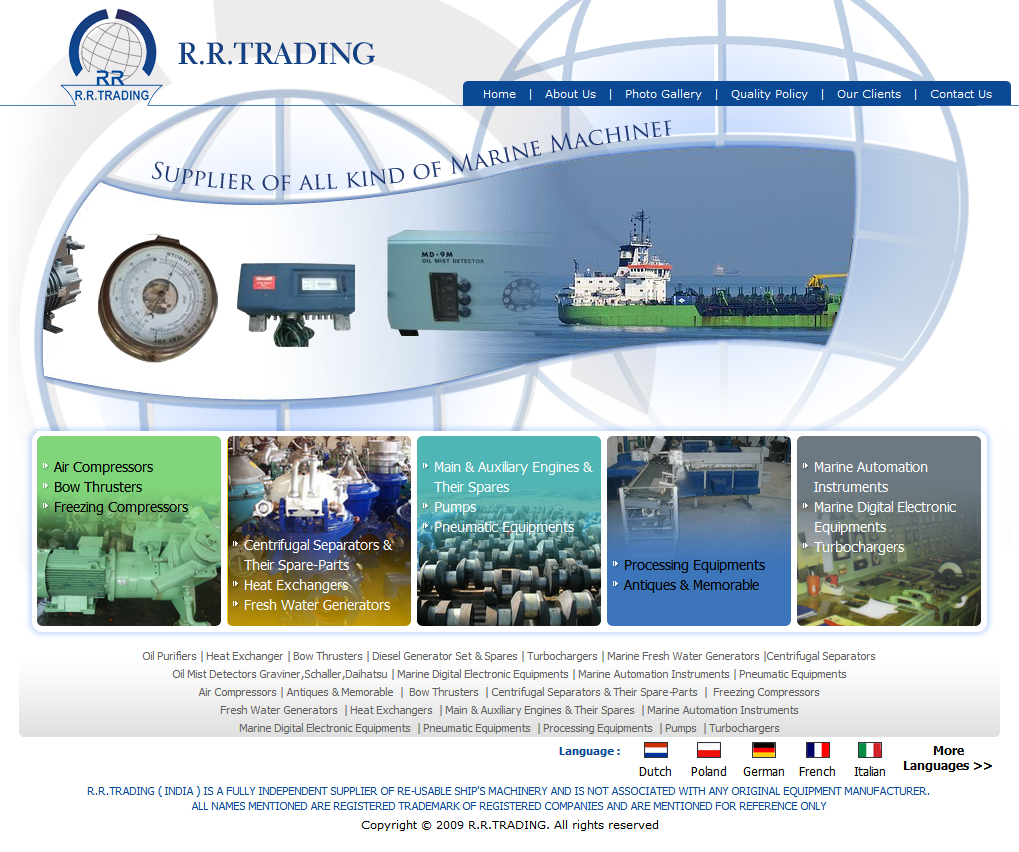 RR
R.R.TRADING
R.R.TRADING
Home | About Us | Photo Gallery | Quality Policy | Our Clients | Contact Us
SUPPLIER OF ALL KIND OF MARINE MACHINER
MD-9M
OIL MIST DETECTOR
STORMY
Air Compressors
Bow Thrusters
Freezing Compressors
Centrifugal Separators &
Their Spare-Parts
Heat Exchangers
Fresh Water Generators
Main & Auxiliary Engines &
Their Spares
Pumps
Pneumatic Equipments
Processing Equipments
Antiques & Memorable
Marine Automation
Instruments
Marine Digital Electronic
Equipments
Turbochargers
Oil Purifiers | Heat Exchanger | Bow Thrusters | Diesel Generator Set & Spares | Turbochargers | Marine Fresh Water Generators |Centrifugal Separators
Oil Mist Detectors Graviner,Schaller,Daihatsu | Marine Digital Electronic Equipments | Marine Automation Instruments | Pneumatic Equipments
Air Compressors | Antiques & Memorable | Bow Thrusters | Centrifugal Separators & Their Spare-Parts | Freezing Compressors
Fresh Water Generators | Heat Exchangers | Main & Auxiliary Engines & Their Spares | Marine Automation Instruments
Marine Digital Electronic Equipments | Pneumatic Equipments | Processing Equipments | Pumps | Turbochargers
Language :
Dutch Poland German French Italian
More
Languages >>
R.R.TRADING ( INDIA ) IS A FULLY INDEPENDENT SUPPLIER OF RE-USABLE SHIP'S MACHINERY AND IS NOT ASSOCIATED WITH ANY ORIGINAL EQUIPMENT MANUFACTURER.
ALL NAMES MENTIONED ARE REGISTERED TRADEMARK OF REGISTERED COMPANIES AND ARE MENTIONED FOR REFERENCE ONLY
Copyright © 2009 R.R.TRADING. All rights reserved